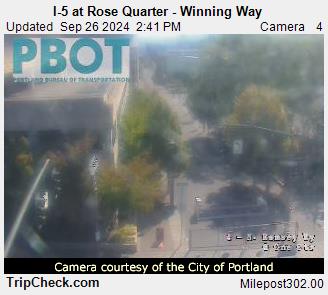 I-5 at Rose Quarter - Winning Way
Updated Sep 26 2024 2:41 PM Camera 4
PBOT
PORTLAND BUREAU OF TRANSPORTATION
Camera courtesy of the City of Portland
TripCheck.com Milepost302.00